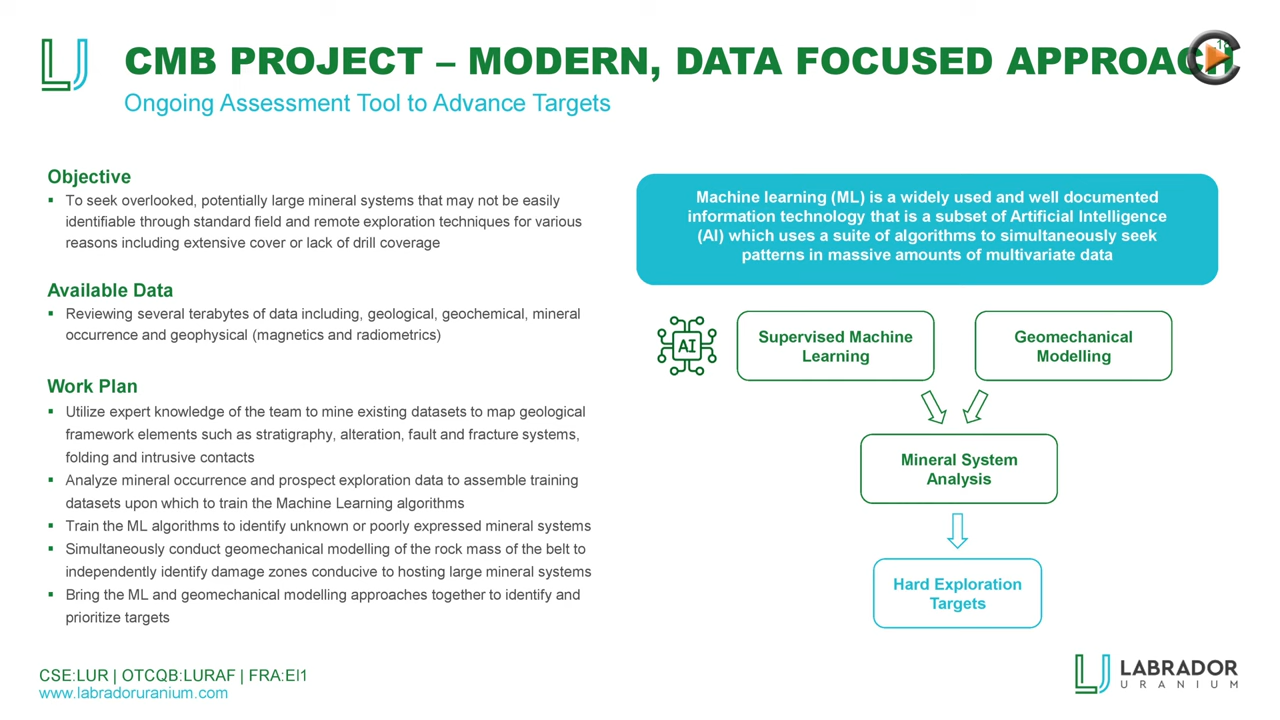 CMB PROJECT – MODERN, DATA FOCUSED APPROACH
Ongoing Assessment Tool to Advance Targets
Objective
▪ To seek overlooked, potentially large mineral systems that may not be easily
identifiable through standard field and remote exploration techniques for various
reasons including extensive cover or lack of drill coverage
Available Data
▪ Reviewing several terabytes of data including, geological, geochemical, mineral
occurrence and geophysical (magnetics and radiometrics)
Work Plan
▪ Utilize expert knowledge of the team to mine existing datasets to map geological
framework elements such as stratigraphy, alteration, fault and fracture systems,
folding and intrusive contacts
▪ Analyze mineral occurrence and prospect exploration data to assemble training
datasets upon which to train the Machine Learning algorithms
▪ Train the ML algorithms to identify unknown or poorly expressed mineral systems
▪ Simultaneously conduct geomechanical modelling of the rock mass of the belt to
independently identify damage zones conducive to hosting large mineral systems
▪ Bring the ML and geomechanical modelling approaches together to identify and
prioritize targets
Machine learning (ML) is a widely used and well documented
information technology that is a subset of Artificial Intelligence
(AI) which uses a suite of algorithms to simultaneously seek
patterns in massive amounts of multivariate data
AI
Supervised Machine
Learning
Geomechanical
Modelling
Mineral System
Analysis
Hard Exploration
Targets
CSE:LUR | OTCQB:LURAF | FRA:EI1
www.labradoruranium.com
LABRADOR
URANIUM